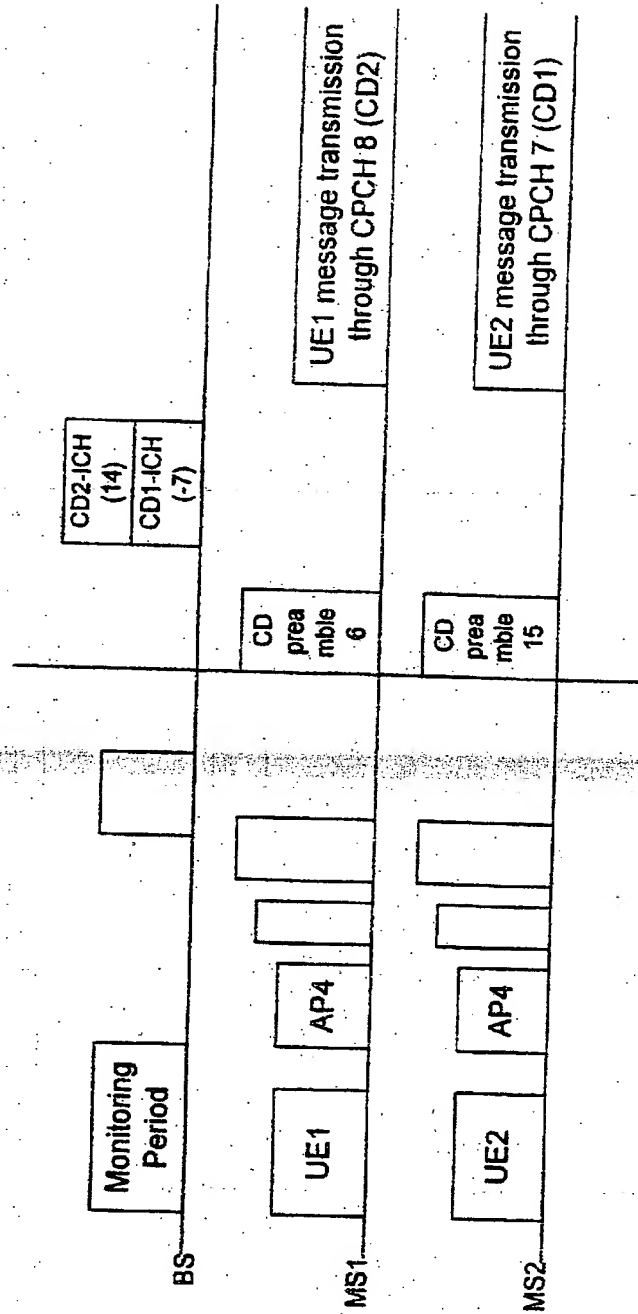 BS
Monitoring
Period
CD2-ICH
(14)
CD1-ICH
(-7)
MS1
UE1
AP4
CD
prea
mble
6
UE1 message transmission
through CPCH 8 (CD2)
MS2
UE2
AP4
CD
prea
mble
15
UE2 message transmission
through CPCH 7 (CD1)